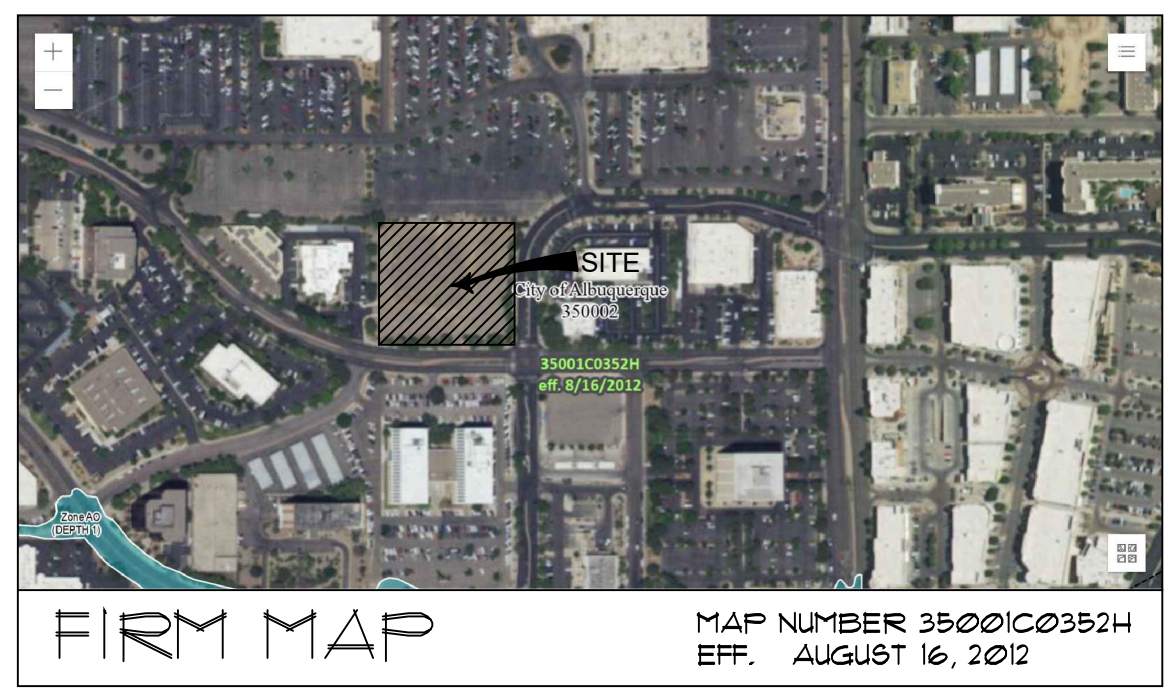 SITE
City of Albuquerque
350002
35001C0352H
eff. 8/16/2012
Zone AO
(DEPTH 1)
FIRM MAP
MAP NUMBER 35001C0352H
EFF. AUGUST 16, 2012